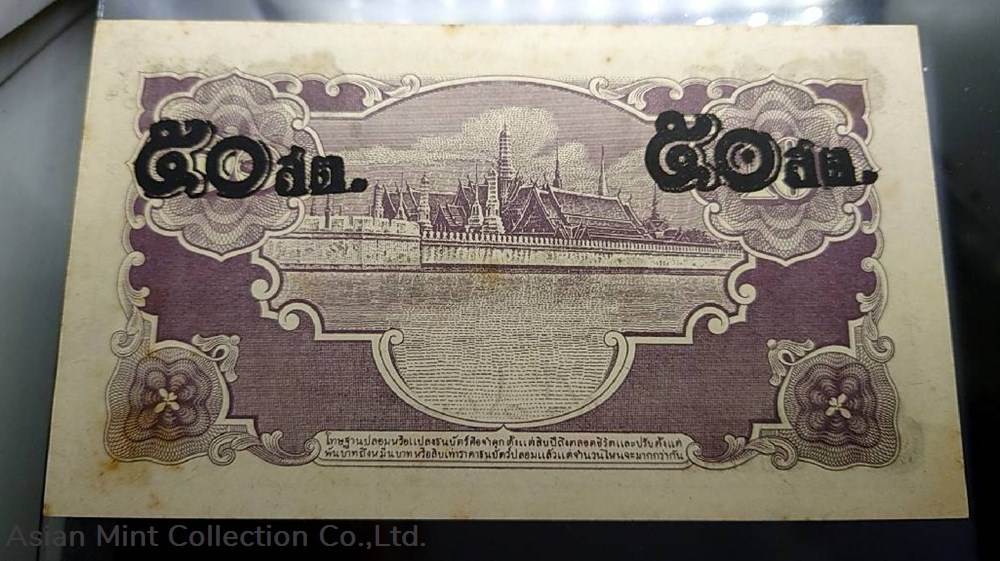 ๕๐ สต.
๕๐ สต.
โทษฐานปลอมหรือแปลงธนบัตร์คือจำคุกตั้งแต่สิบปีถึงตลอดชีวิตและปรับตั้งแต่
พันบาทถึงหมื่นบาทหรือสิบเท่าราคาธนบัตร์ปลอมแล้วแต่จำนวนไหนจะมากกว่ากัน
Asian Mint Collection Co.,Ltd.